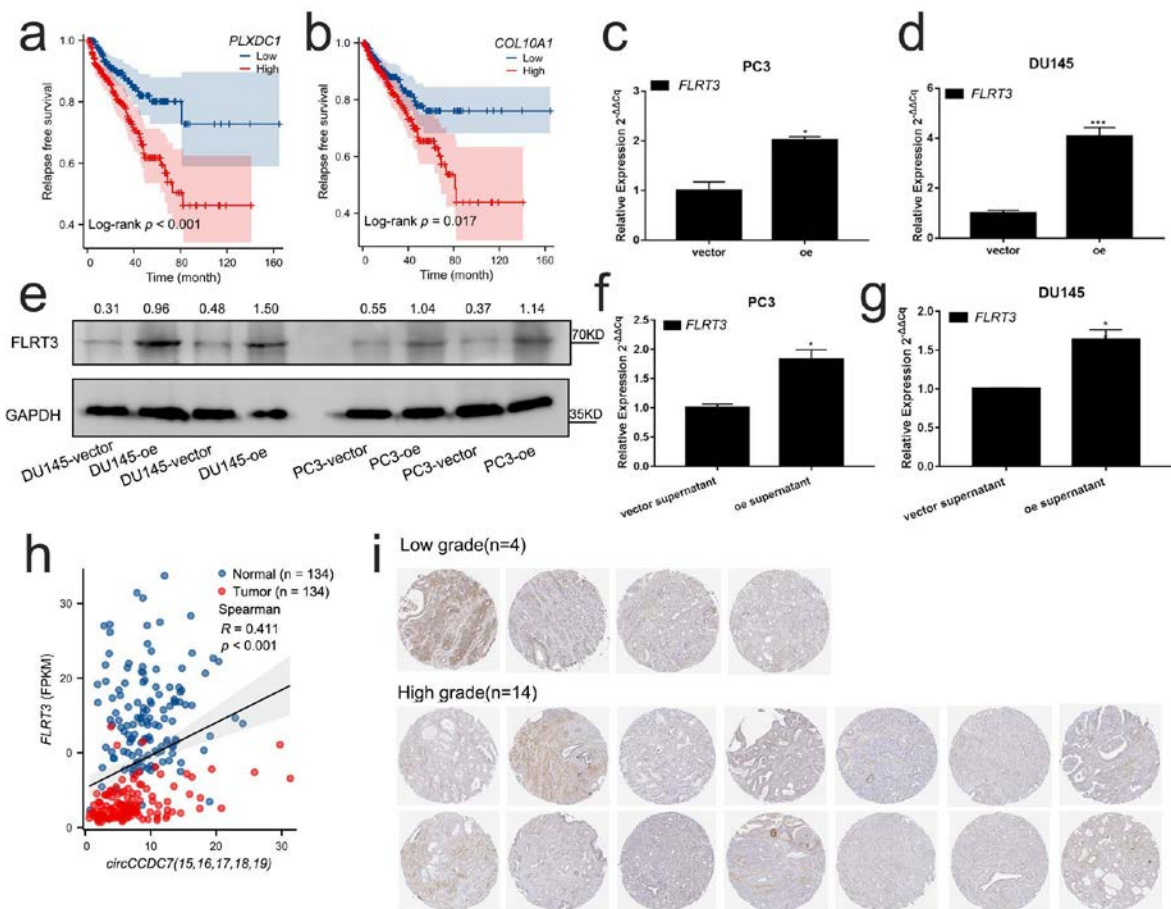 a
PLXDC1
Low
High
Relapse free survival
1.0
0.8
0.6
0.4
Log-rank p < 0.001
0 40 80 120 160
Time (month)
b
COL10A1
Low
High
Relapse free survival
1.0
0.8
0.6
0.4
Log-rank p = 0.017
0 40 80 120 160
Time (month)
c
PC3
FLRT3
Relative Expression 2-ΔΔCq
3
2
1
0
*
vector oe
d
DU145
FLRT3
Relative Expression 2-ΔΔCq
6
4
2
0
***
vector oe
e
0.31 0.96 0.48 1.50 0.55 1.04 0.37 1.14
FLRT3
70KD
GAPDH
35KD
DU145-vector DU145-oe DU145-vector DU145-oe PC3-vector PC3-oe PC3-vector PC3-oe
f
PC3
FLRT3
Relative Expression 2-ΔΔCq
2.5
2.0
1.5
1.0
0.5
0.0
*
vector supernatant oe supernatant
g
DU145
FLRT3
Relative Expression 2-ΔΔCq
2.0
1.5
1.0
0.5
0.0
*
vector supernatant oe supernatant
h
Normal (n = 134)
Tumor (n = 134)
Spearman
R = 0.411
p < 0.001
FLRT3 (FPKM)
30
20
0
0
0 10 20 30
circCCDC7(15,16,17,18,19)
i
Low grade(n=4)
High grade(n=14)